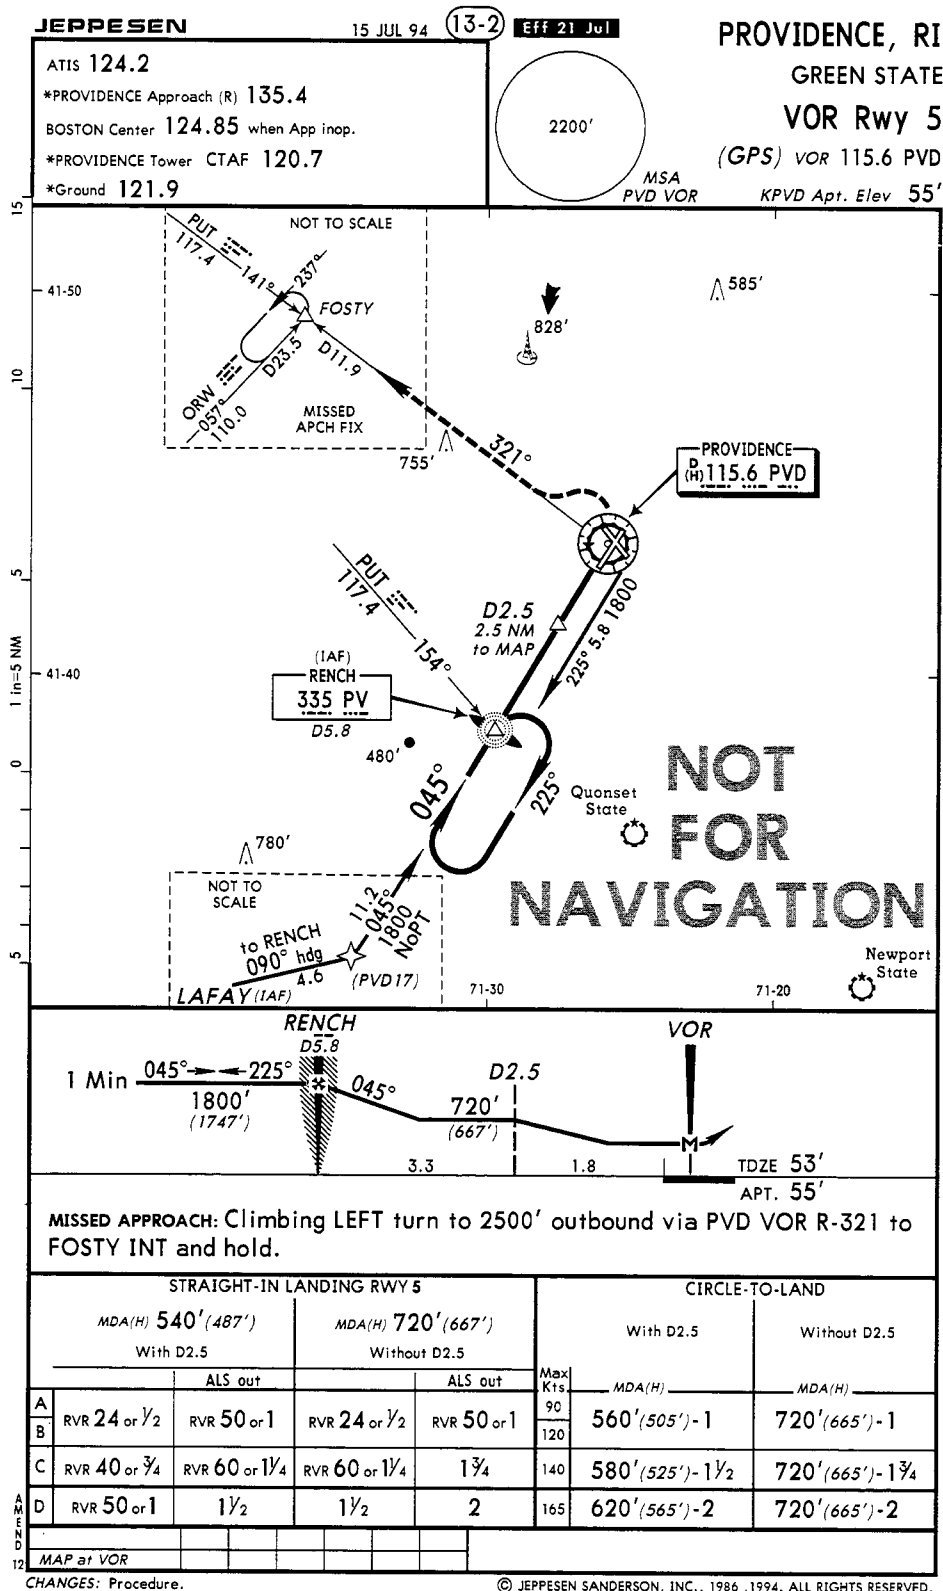 JEPPESEN 15 JUL 94 13-2 Eff 21 Jul
PROVIDENCE, RI
GREEN STATE
VOR Rwy 5
(GPS) VOR 115.6 PVD
KPVD Apt. Elev 55'
ATIS 124.2
*PROVIDENCE Approach (R) 135.4
BOSTON Center 124.85 when App inop.
*PROVIDENCE Tower CTAF 120.7
*Ground 121.9
2200'
MSA
PVD VOR
15
10
5
0
5
1 in=5 NM
41-50
41-40
NOT TO SCALE
PUT
117.4
141°
237°
FOSTY
D23.5
D11.9
ORW
057°
110.0
MISSED
APCH FIX
585'
828'
755'
321°
PROVIDENCE
D
(H) 115.6 PVD
PUT
117.4
154°
D2.5
2.5 NM
to MAP
225° 5.8 1800
(IAF)
RENCH
335 PV
D5.8
480'
045°
225°
Quonset
State
NOT
FOR
NAVIGATION
780'
NOT TO
SCALE
11.2
045°
1800
NoPT
to RENCH
090° hdg
4.6
(PVD17)
LAFAY (IAF)
71-30
71-20
Newport
State
RENCH
D5.8
VOR
1 Min 045° 225°
1800'
(1747')
045°
D2.5
720'
(667')
M
3.3
1.8
TDZE 53'
APT. 55'
MISSED APPROACH: Climbing LEFT turn to 2500' outbound via PVD VOR R-321 to
FOSTY INT and hold.
STRAIGHT-IN LANDING RWY 5 CIRCLE-TO-LAND
MDA(H) 540'(487') MDA(H) 720'(667')
With D2.5 Without D2.5 With D2.5 Without D2.5
ALS out ALS out Max
Kts MDA(H) MDA(H)
A
B
RVR 24 or ½ RVR 50 or 1 RVR 24 or ½ RVR 50 or 1
90
120
560'(505')-1 720'(665')-1
C RVR 40 or ¾ RVR 60 or 1¼ RVR 60 or 1¼ 1¾ 140 580'(525')-1½ 720'(665')-1¾
D RVR 50 or 1 1½ 1½ 2 165 620'(565')-2 720'(665')-2
AMEND 12
MAP at VOR
CHANGES: Procedure. © JEPPESEN SANDERSON, INC., 1986, 1994. ALL RIGHTS RESERVED.